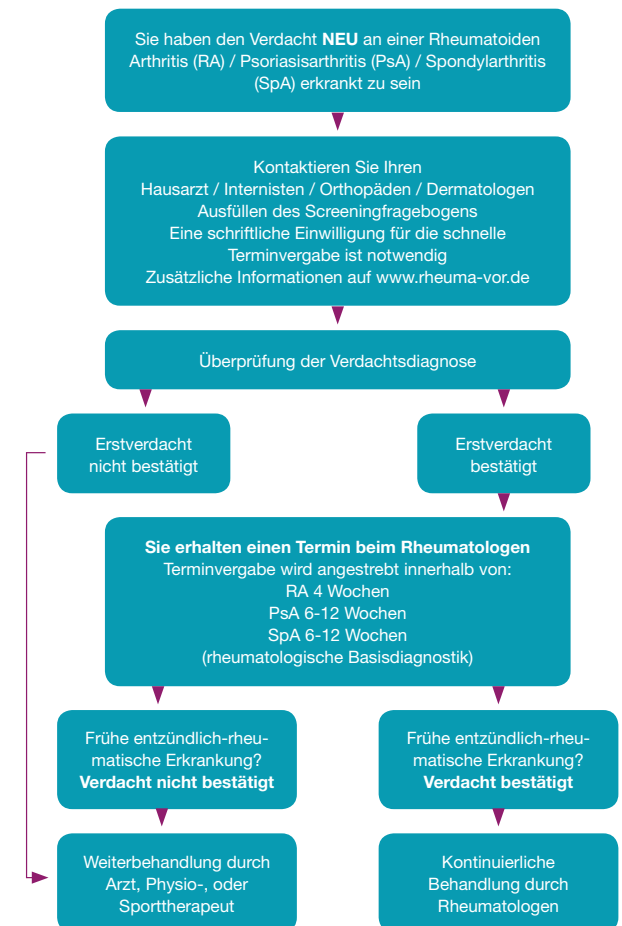 Sie haben den Verdacht NEU an einer Rheumatoiden
Arthritis (RA) / Psoriasisarthritis (PsA) / Spondylarthritis
(SpA) erkrankt zu sein
Kontaktieren Sie Ihren
Hausarzt / Internisten / Orthopäden / Dermatologen
Ausfüllen des Screeningfragebogens
Eine schriftliche Einwilligung für die schnelle
Terminvergabe ist notwendig
Zusätzliche Informationen auf www.rheuma-vor.de
Überprüfung der Verdachtsdiagnose
Erstverdacht
nicht bestätigt
Erstverdacht
bestätigt
Sie erhalten einen Termin beim Rheumatologen
Terminvergabe wird angestrebt innerhalb von:
RA 4 Wochen
PsA 6-12 Wochen
SpA 6-12 Wochen
(rheumatologische Basisdiagnostik)
Frühe entzündlich-rheu-
matische Erkrankung?
Verdacht nicht bestätigt
Frühe entzündlich-rheu-
matische Erkrankung?
Verdacht bestätigt
Weiterbehandlung durch
Arzt, Physio-, oder
Sporttherapeut
Kontinuierliche
Behandlung durch
Rheumatologen